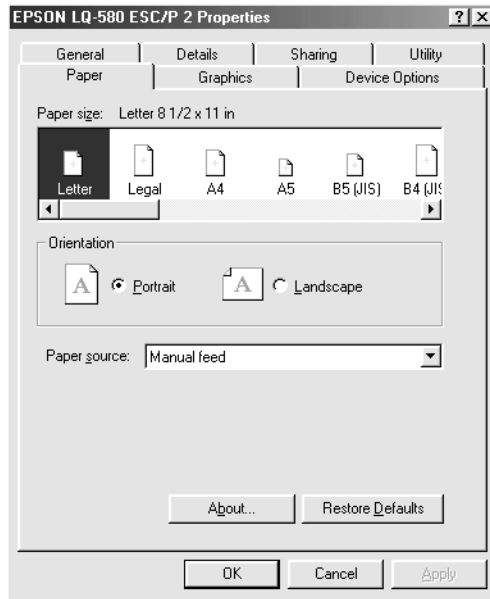 EPSON LQ-580 ESC/P 2 Properties
General Details Sharing Utility
Paper Graphics Device Options
Paper size: Letter 8 1/2 x 11 in
Letter Legal A4 A5 B5 (JIS) B4 (JIS
Orientation
A Portrait A Landscape
Paper source: Manual feed
About... Restore Defaults
OK Cancel Apply